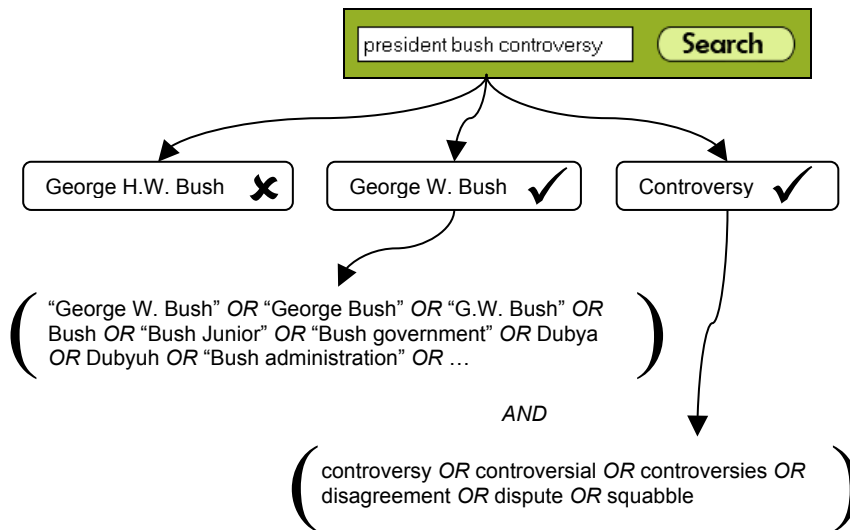 president bush controversy Search
George H.W. Bush ✘ George W. Bush ✓ Controversy ✓
( “George W. Bush” OR “George Bush” OR “G.W. Bush” OR
Bush OR “Bush Junior” OR “Bush government” OR Dubya
OR Dubyuh OR “Bush administration” OR … )
AND
( controversy OR controversial OR controversies OR
disagreement OR dispute OR squabble )